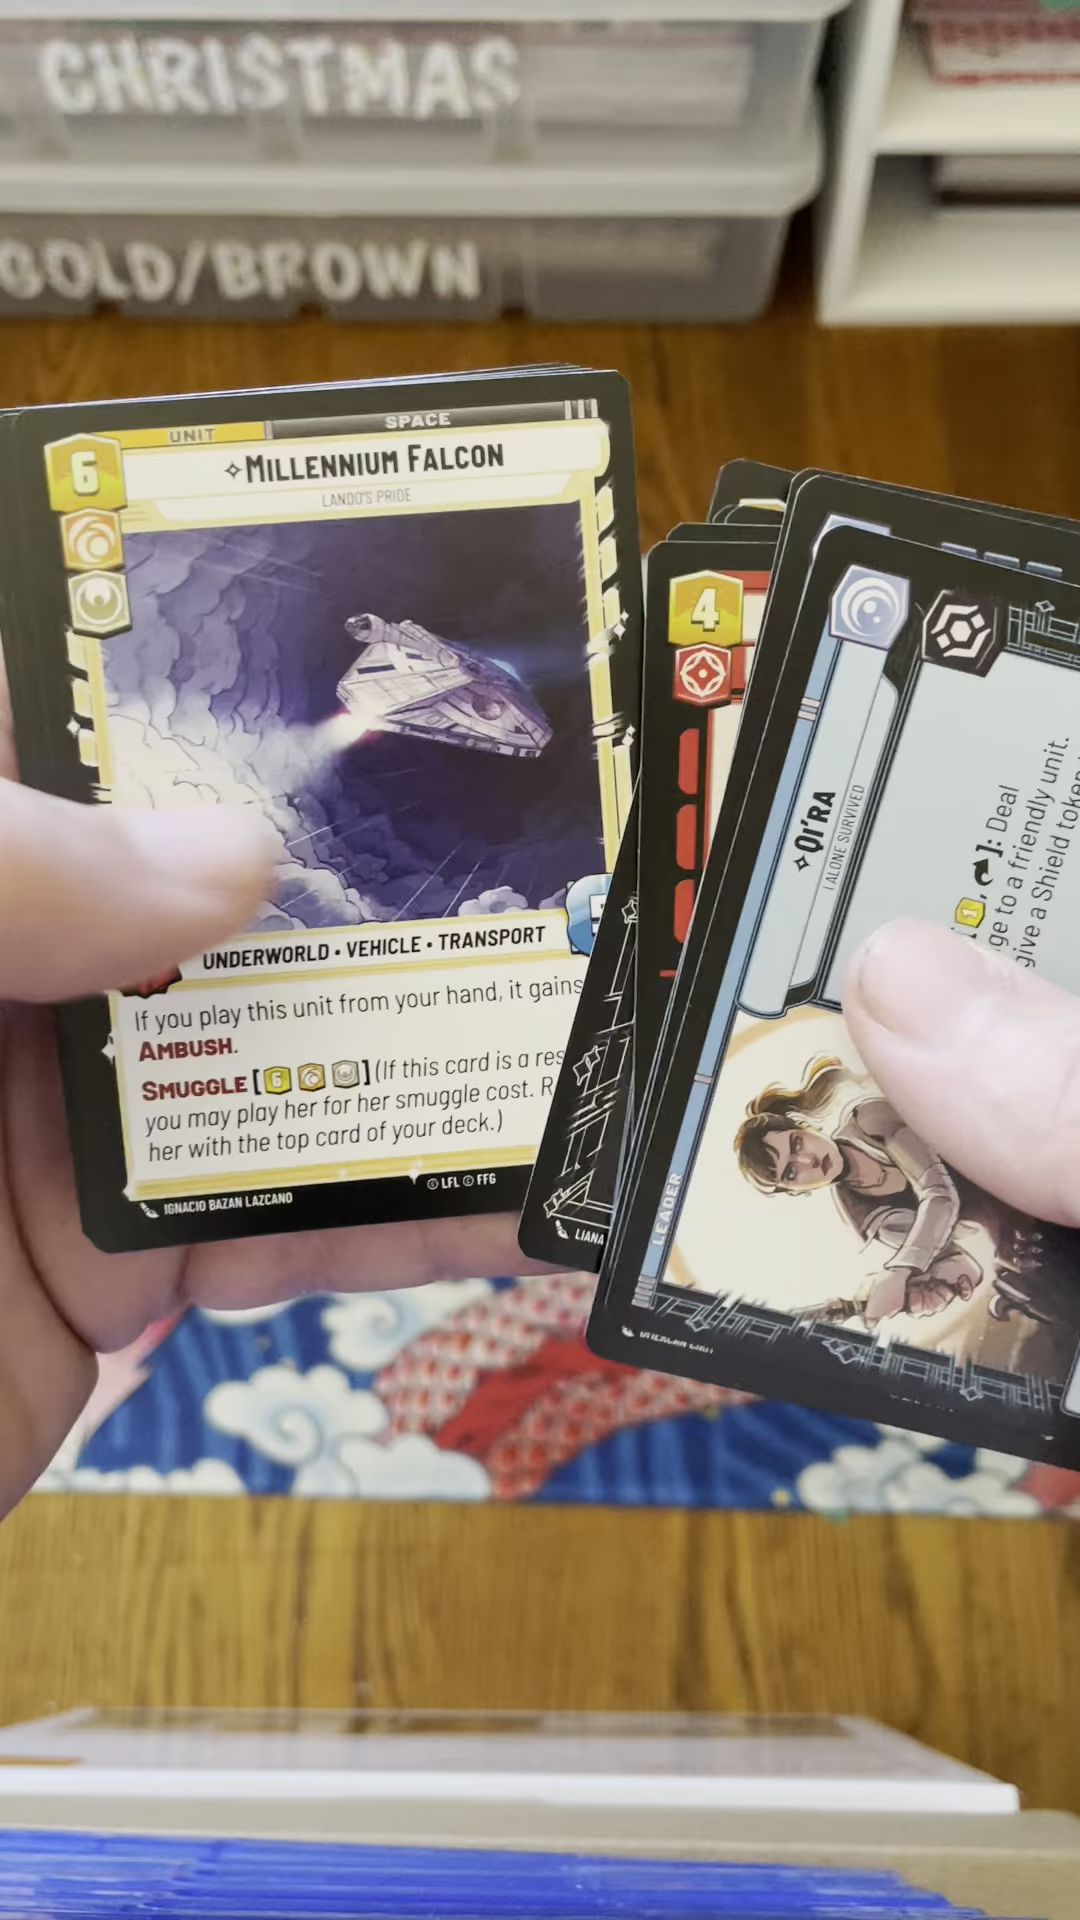 CHRISTMAS
GOLD/BROWN
UNIT
SPACE
6
MILLENNIUM FALCON
LANDO'S PRIDE
UNDERWORLD • VEHICLE • TRANSPORT
If you play this unit from your hand, it gains
AMBUSH.
SMUGGLE [6] (If this card is a res
you may play her for her smuggle cost. R
her with the top card of your deck.)
© LFL © FFG
IGNACIO BAZAN LAZCANO
4
LIANA
QI'RA
I ALONE SURVIVED
1 ]: Deal
ge to a friendly unit.
give a Shield token
LEADER